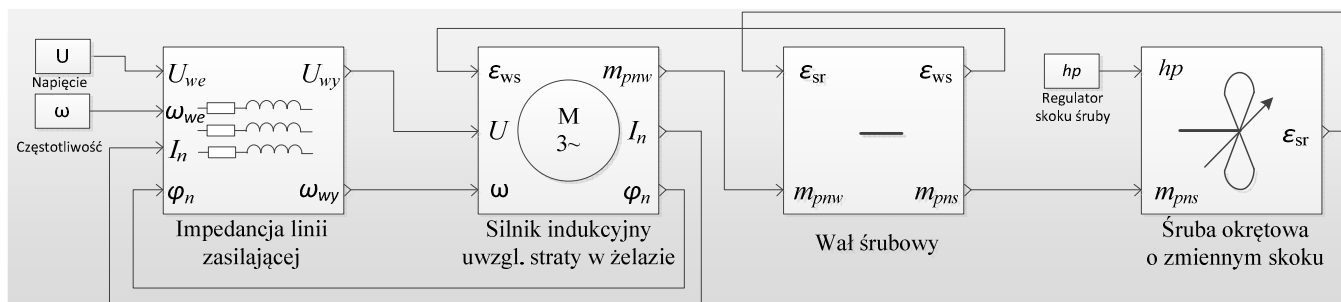 U
Napięcie
ω
Częstotliwość
U_we
U_wy
ω_we
I_n
φ_n
ω_wy
Impedancja linii
zasilającej
ε_ws
m_pnw
M
3~
U
I_n
ω
φ_n
Silnik indukcyjny
uwzgl. straty w żelazie
ε_sr
ε_ws
m_pnw
m_pns
Wał śrubowy
hp
Regulator
skoku śruby
hp
ε_sr
m_pns
Śruba okrętowa
o zmiennym skoku